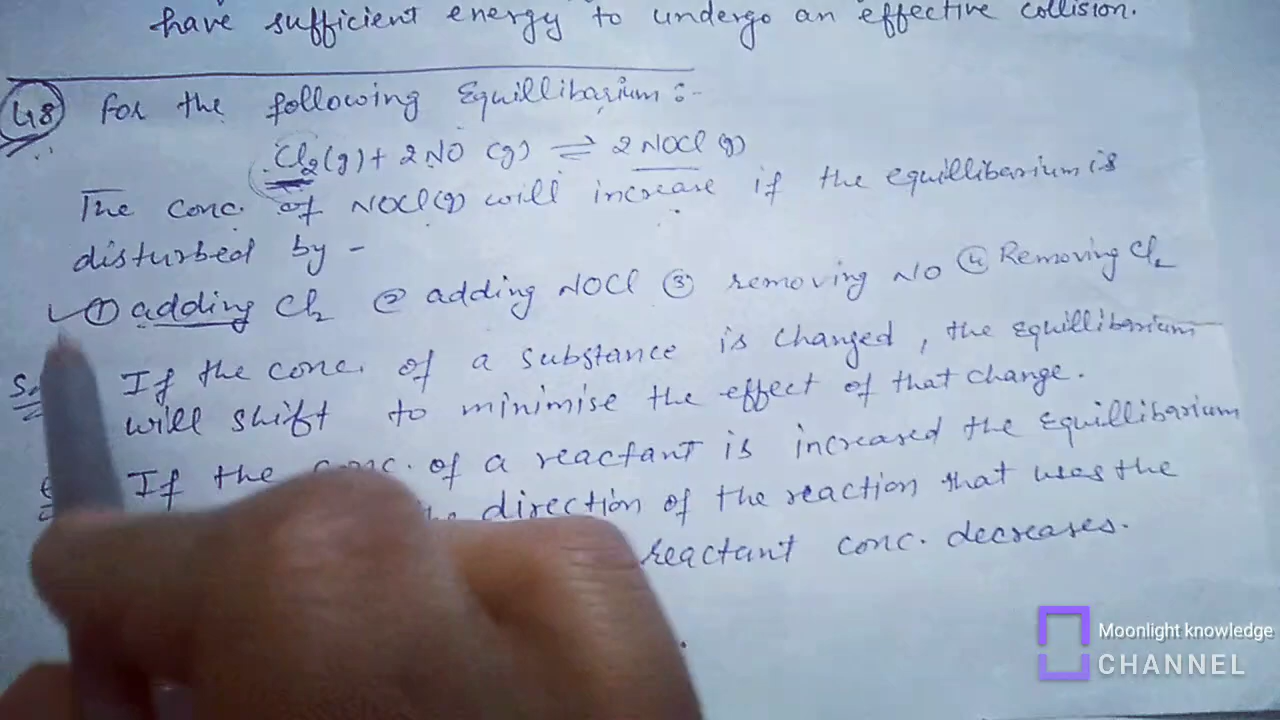 have sufficient energy to undergo an effective collision.
48 For the following Equillibarium :-
Cl2(g) + 2NO (g) ⇌ 2 NOCl (g)
The conc. of NOCl(g) will increase if the equillibarium is
disturbed by -
✓ ① adding Cl2 ② adding NOCl ③ removing NO ④ Removing Cl2
If the conc. of a substance is changed, the equillibarium
will shift to minimise the effect of that change.
If the conc. of a reactant is increased the equillibarium
direction of the reaction that uses the
reactant conc. decreases.
Moonlight knowledge
CHANNEL